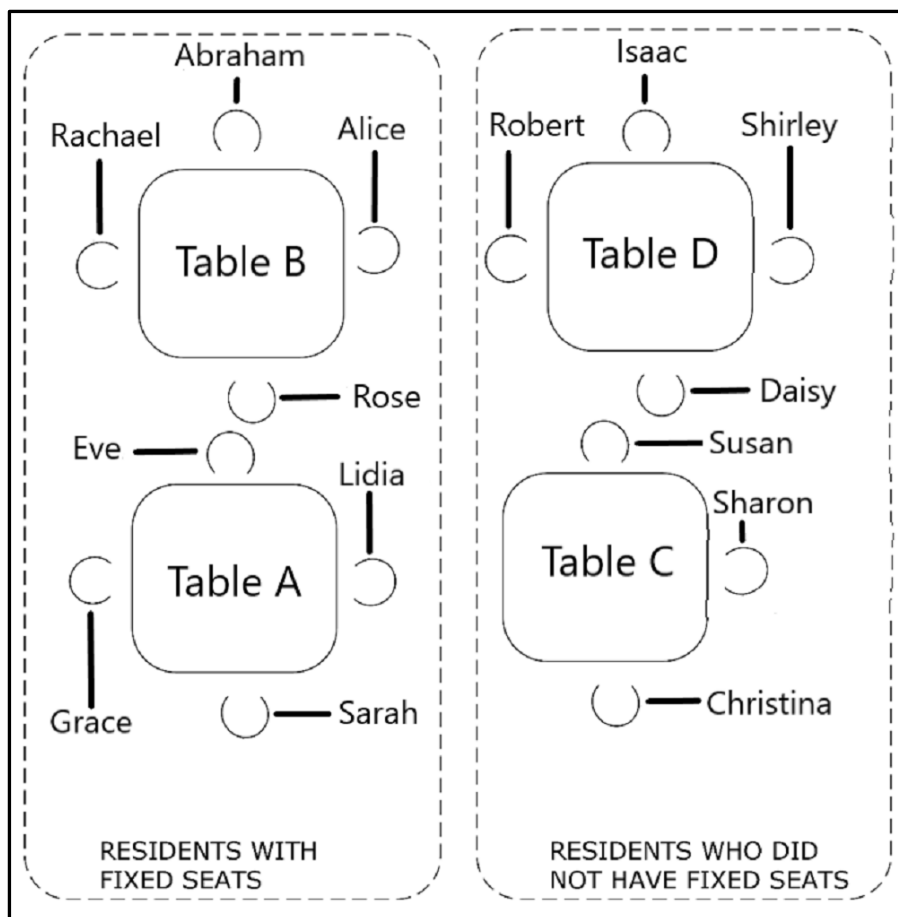 Abraham
Rachael
Alice
Table B
Rose
Eve
Lidia
Table A
Grace
Sarah
RESIDENTS WITH
FIXED SEATS
Isaac
Robert
Shirley
Table D
Daisy
Susan
Sharon
Table C
Christina
RESIDENTS WHO DID
NOT HAVE FIXED SEATS